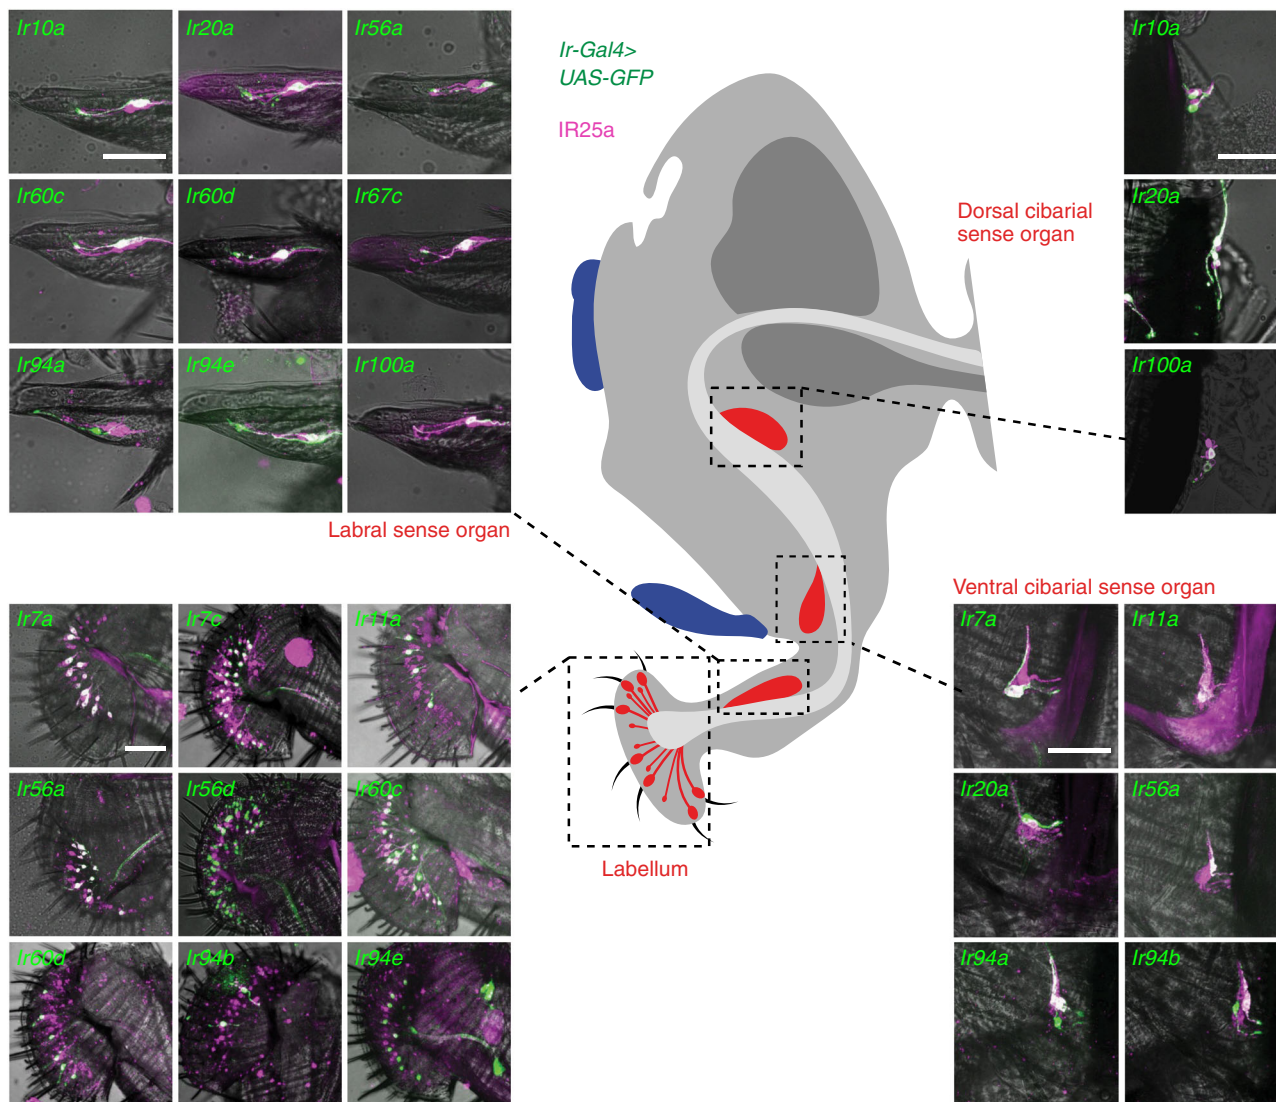 Ir10a
Ir20a
Ir56a
Ir60c
Ir60d
Ir67c
Ir94a
Ir94e
Ir100a
Labral sense organ
Ir-Gal4>
UAS-GFP
IR25a
Dorsal cibarial
sense organ
Ir10a
Ir20a
Ir100a
Ir7a
Ir7c
Ir11a
Ir56a
Ir56d
Ir60c
Ir60d
Ir94b
Ir94e
Labellum
Ventral cibarial sense organ
Ir7a
Ir11a
Ir20a
Ir56a
Ir94a
Ir94b